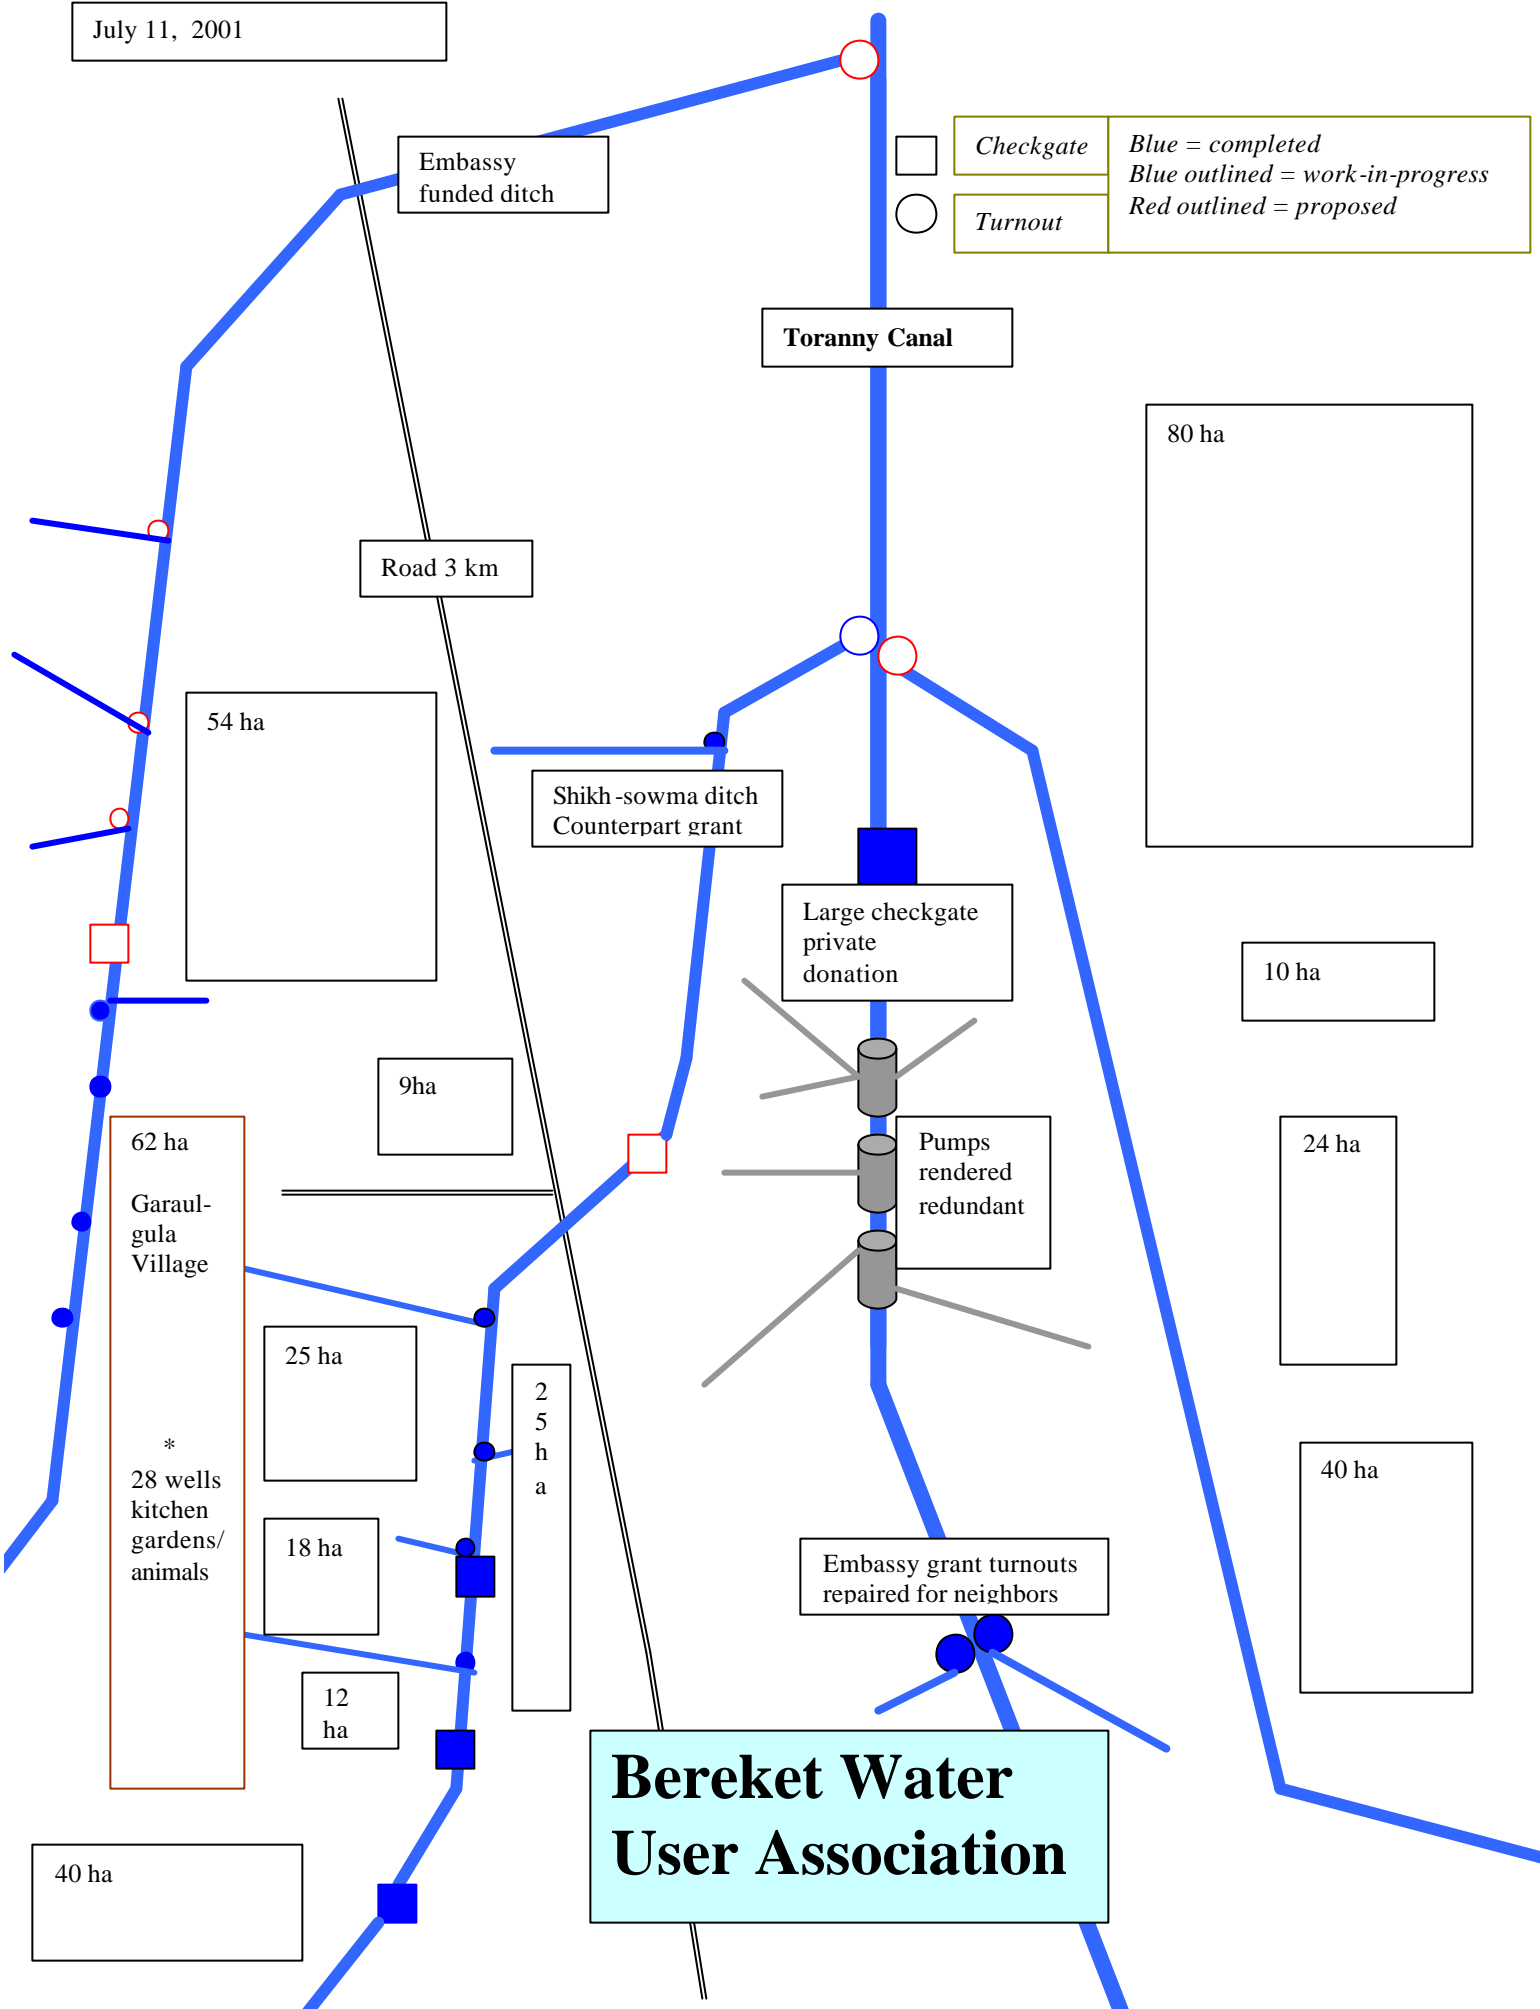 July 11, 2001
Embassy
funded ditch
Checkgate
Turnout
Blue = completed
Blue outlined = work-in-progress
Red outlined = proposed
Toranny Canal
80 ha
Road 3 km
54 ha
Shikh-sowma ditch
Counterpart grant
Large checkgate
private
donation
10 ha
9ha
62 ha
Garaul-
gula
Village
*
28 wells
kitchen
gardens/
animals
Pumps
rendered
redundant
24 ha
25 ha
2
5
h
a
40 ha
18 ha
Embassy grant turnouts
repaired for neighbors
12
ha
Bereket Water
User Association
40 ha